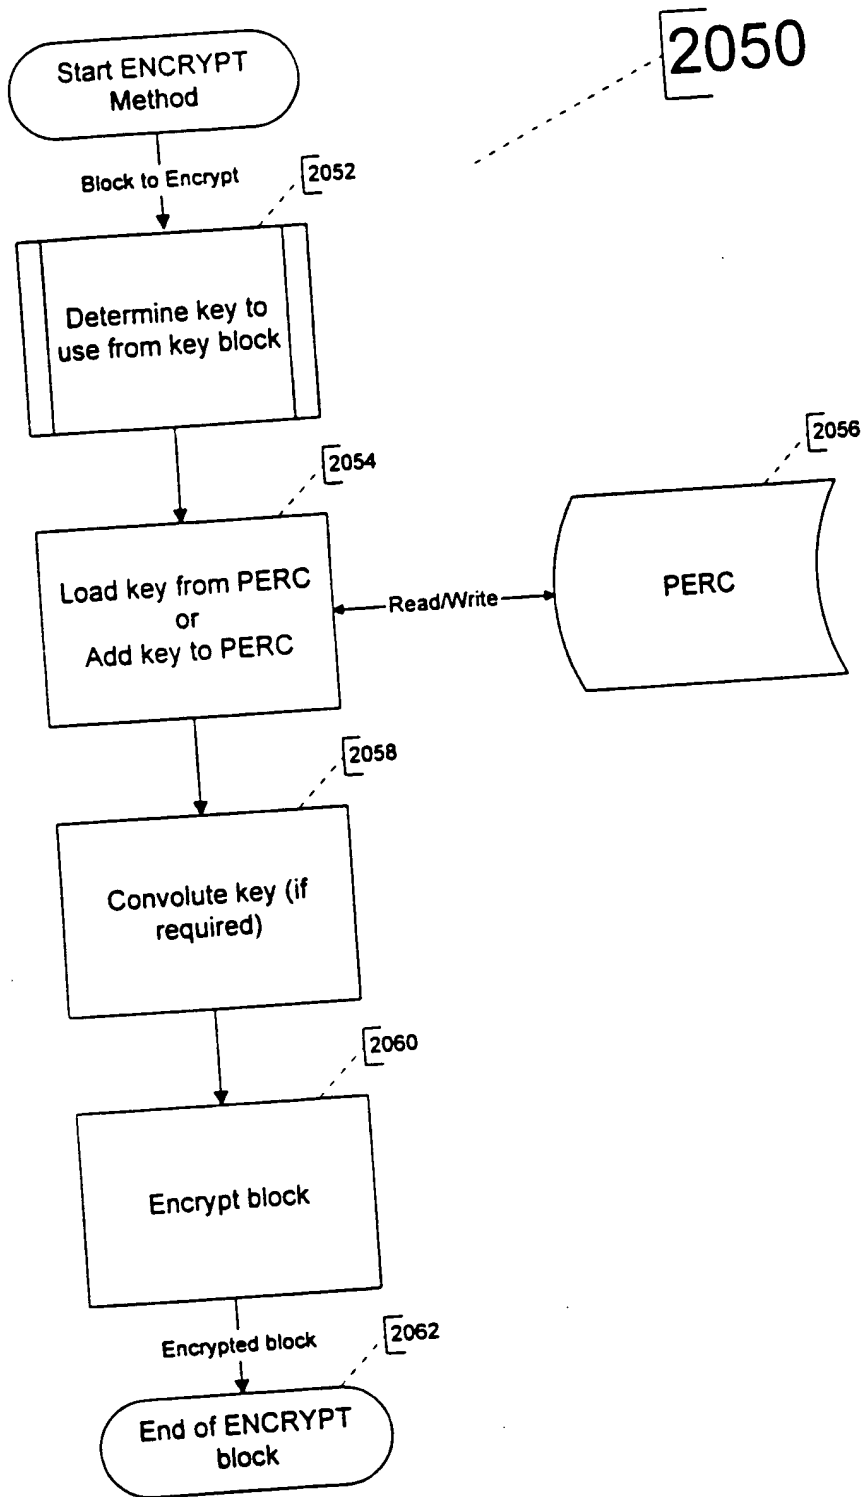 2050
Start ENCRYPT
Method
Block to Encrypt
2052
Determine key to
use from key block
2054
Load key from PERC
or
Add key to PERC
Read/Write
2056
PERC
2058
Convolute key (if
required)
2060
Encrypt block
Encrypted block
2062
End of ENCRYPT
block